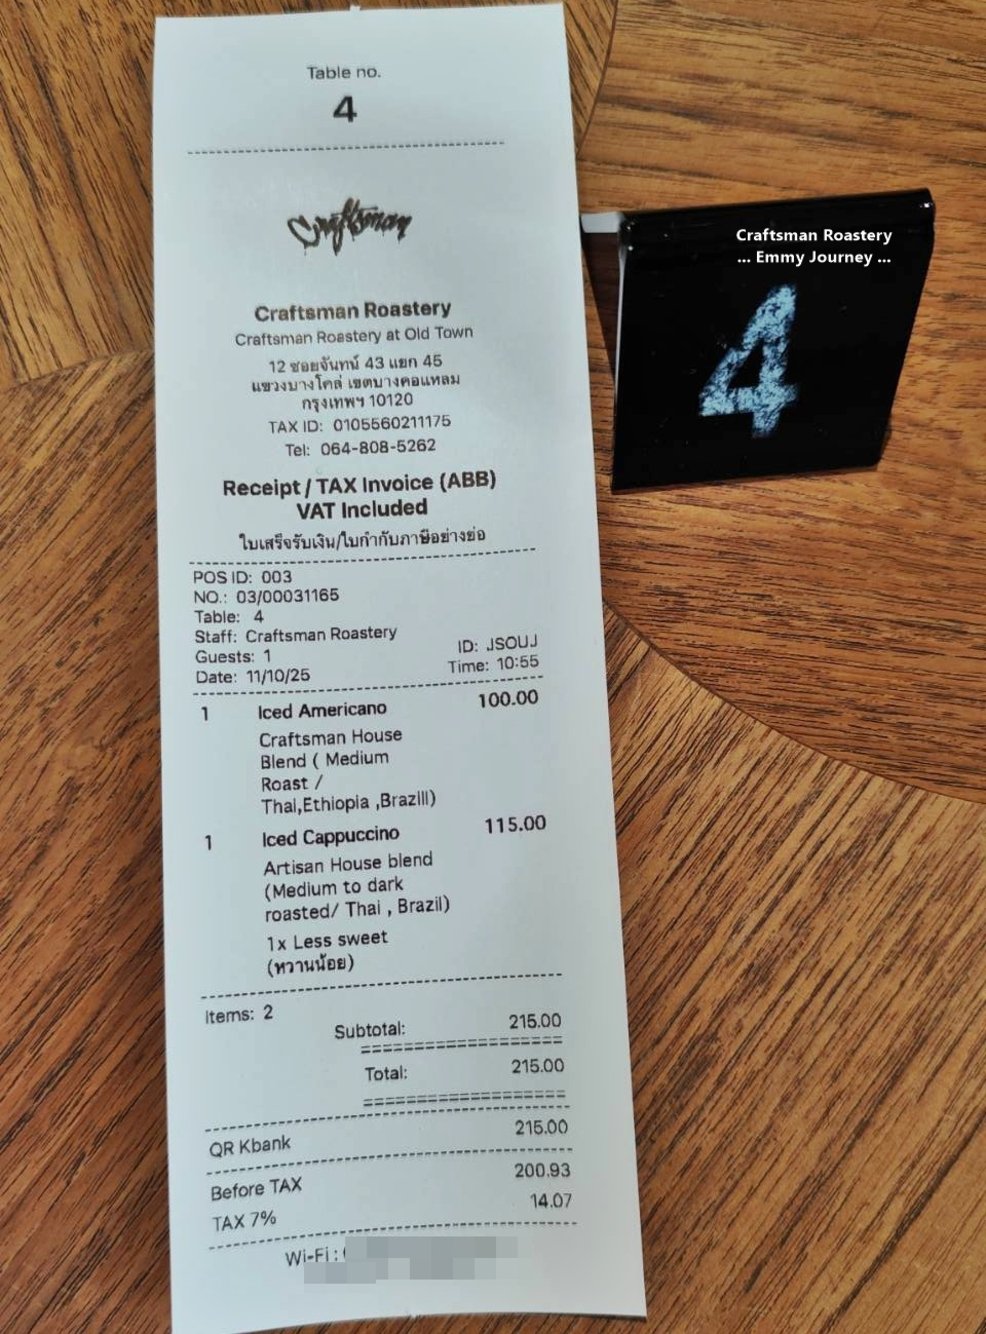 Table no.
4
Craftsman
Craftsman Roastery
Craftsman Roastery at Old Town
12 ซอยจันทน์ 43 แยก 45
แขวงบางโคล่ เขตบางคอแหลม
กรุงเทพฯ 10120
TAX ID: 0105560211175
Tel: 064-808-5262
Receipt / TAX Invoice (ABB)
VAT Included
ใบเสร็จรับเงิน/ใบกำกับภาษีอย่างย่อ
POS ID: 003
NO.: 03/00031165
Table: 4
Staff: Craftsman Roastery
Guests: 1 ID: JSOUJ
Date: 11/10/25 Time: 10:55
1 Iced Americano 100.00
Craftsman House
Blend ( Medium
Roast /
Thai,Ethiopia ,Brazill)
1 Iced Cappuccino 115.00
Artisan House blend
(Medium to dark
roasted/ Thai , Brazil)
1x Less sweet
(หวานน้อย)
Items: 2
Subtotal: 215.00
Total: 215.00
QR Kbank 215.00
Before TAX 200.93
TAX 7% 14.07
Wi-Fi :
Craftsman Roastery
... Emmy Journey ...
4